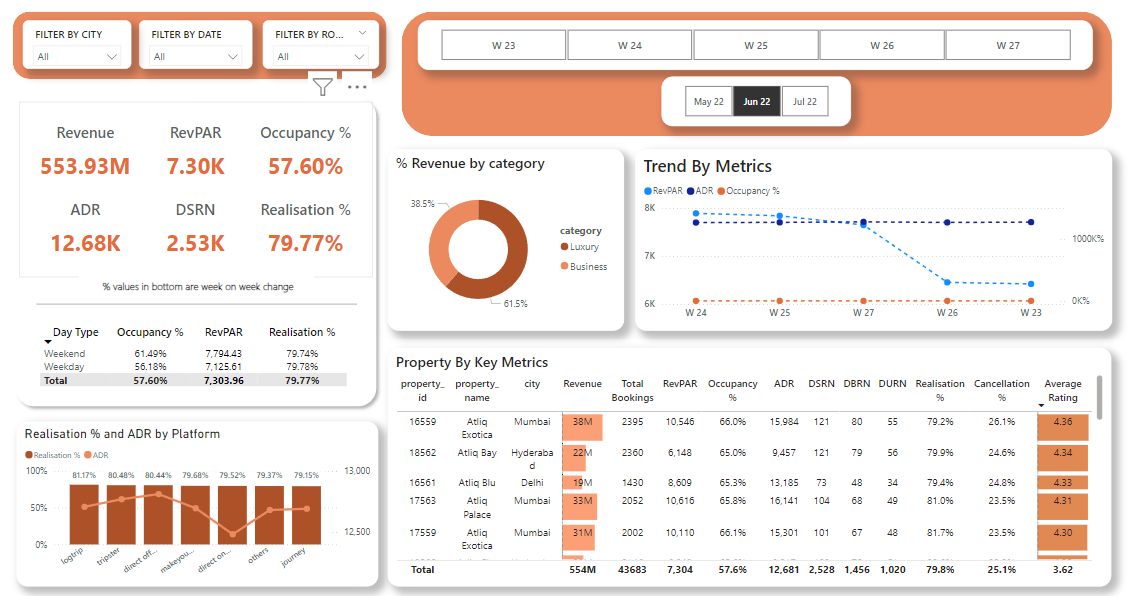 FILTER BY CITY
All
FILTER BY DATE
All
FILTER BY RO...
All
W 23
W 24
W 25
W 26
W 27
May 22
Jun 22
Jul 22
Revenue RevPAR Occupancy %
553.93M 7.30K 57.60%
ADR DSRN Realisation %
12.68K 2.53K 79.77%
% values in bottom are week on week change
Day Type Occupancy % RevPAR Realisation %
Weekend 61.49% 7,794.43 79.74%
Weekday 56.18% 7,125.61 79.78%
Total 57.60% 7,303.96 79.77%
% Revenue by category
38.5%
61.5%
category
Luxury
Business
Trend By Metrics
RevPAR ADR Occupancy %
8K
7K
6K
1000K%
0K%
W 24 W 25 W 27 W 26 W 23
Realisation % and ADR by Platform
Realisation % ADR
100%
50%
0%
81.17% 80.48% 80.44% 79.68% 79.52% 79.37% 79.15%
13,000
12,500
logtrip tripster direct off... makeyou... direct on... others journey
Property By Key Metrics
property_ property_ city Revenue Total RevPAR Occupancy ADR DSRN DBRN DURN Realisation Cancellation Average
id name Bookings % % % Rating
16559 Atliq Mumbai 38M 2395 10,546 66.0% 15,984 121 80 55 79.2% 26.1% 4.36
Exotica
18562 Atliq Bay Hyderaba 22M 2360 6,148 65.0% 9,457 121 79 56 79.9% 24.6% 4.34
d
16561 Atliq Blu Delhi 19M 1430 8,609 65.3% 13,185 73 48 34 79.4% 24.8% 4.33
17563 Atliq Mumbai 33M 2052 10,616 65.8% 16,141 104 68 49 81.0% 23.5% 4.31
Palace
17559 Atliq Mumbai 31M 2002 10,110 66.1% 15,301 101 67 48 81.7% 23.5% 4.30
Exotica
Total 554M 43683 7,304 57.6% 12,681 2,528 1,456 1,020 79.8% 25.1% 3.62